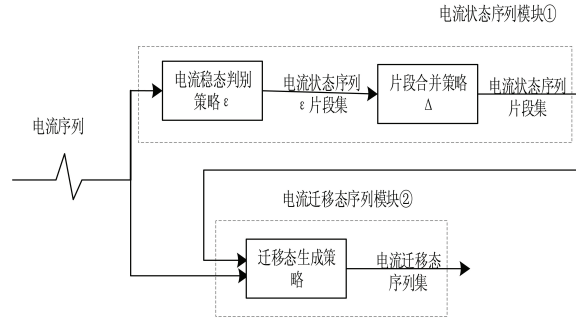 电流状态序列模块①
电流稳态判别
策略 ε
电流状态序列
ε 片段集
片段合并策略
Δ
电流状态序列
片段集
电流序列
电流迁移态序列模块②
迁移态生成策
略
电流迁移态
序列集